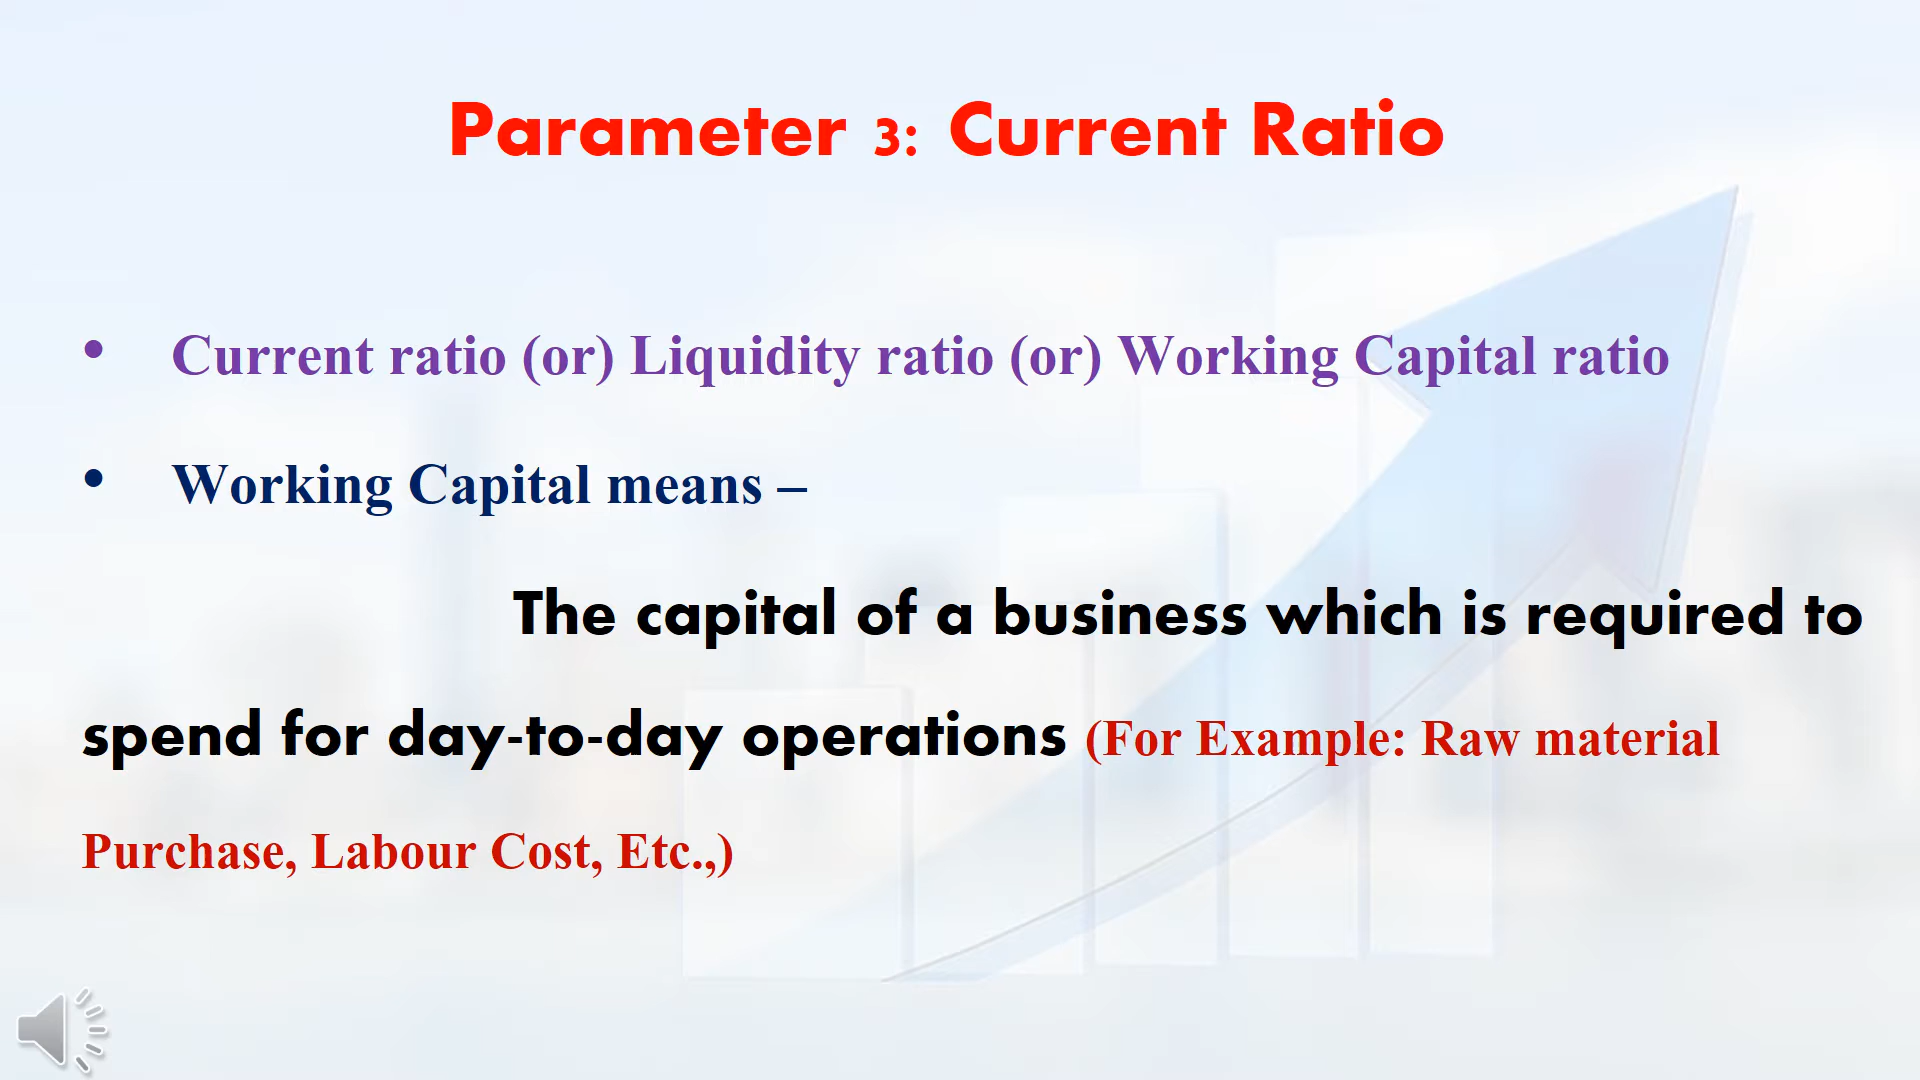 Parameter 3: Current Ratio
• Current ratio (or) Liquidity ratio (or) Working Capital ratio
• Working Capital means –
The capital of a business which is required to
spend for day-to-day operations (For Example: Raw material
Purchase, Labour Cost, Etc.,)